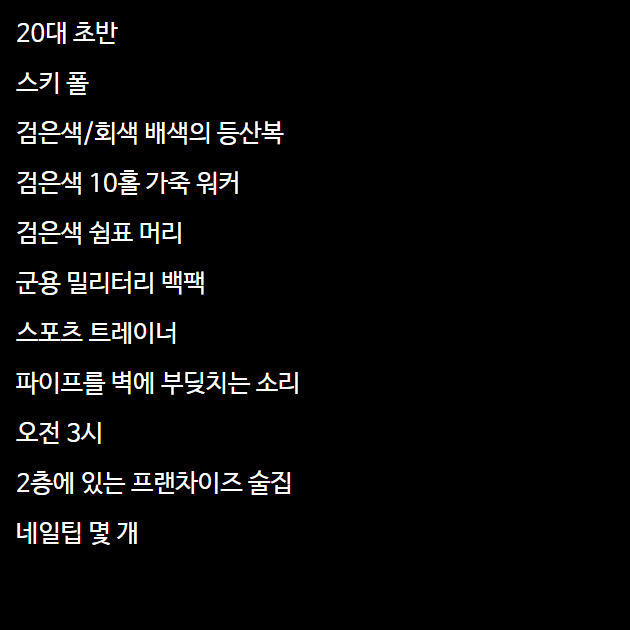 20대 초반
스키 폴
검은색/회색 배색의 등산복
검은색 10홀 가죽 워커
검은색 쉼표 머리
군용 밀리터리 백팩
스포츠 트레이너
파이프를 벽에 부딪치는 소리
오전 3시
2층에 있는 프랜차이즈 술집
네일팁 몇 개